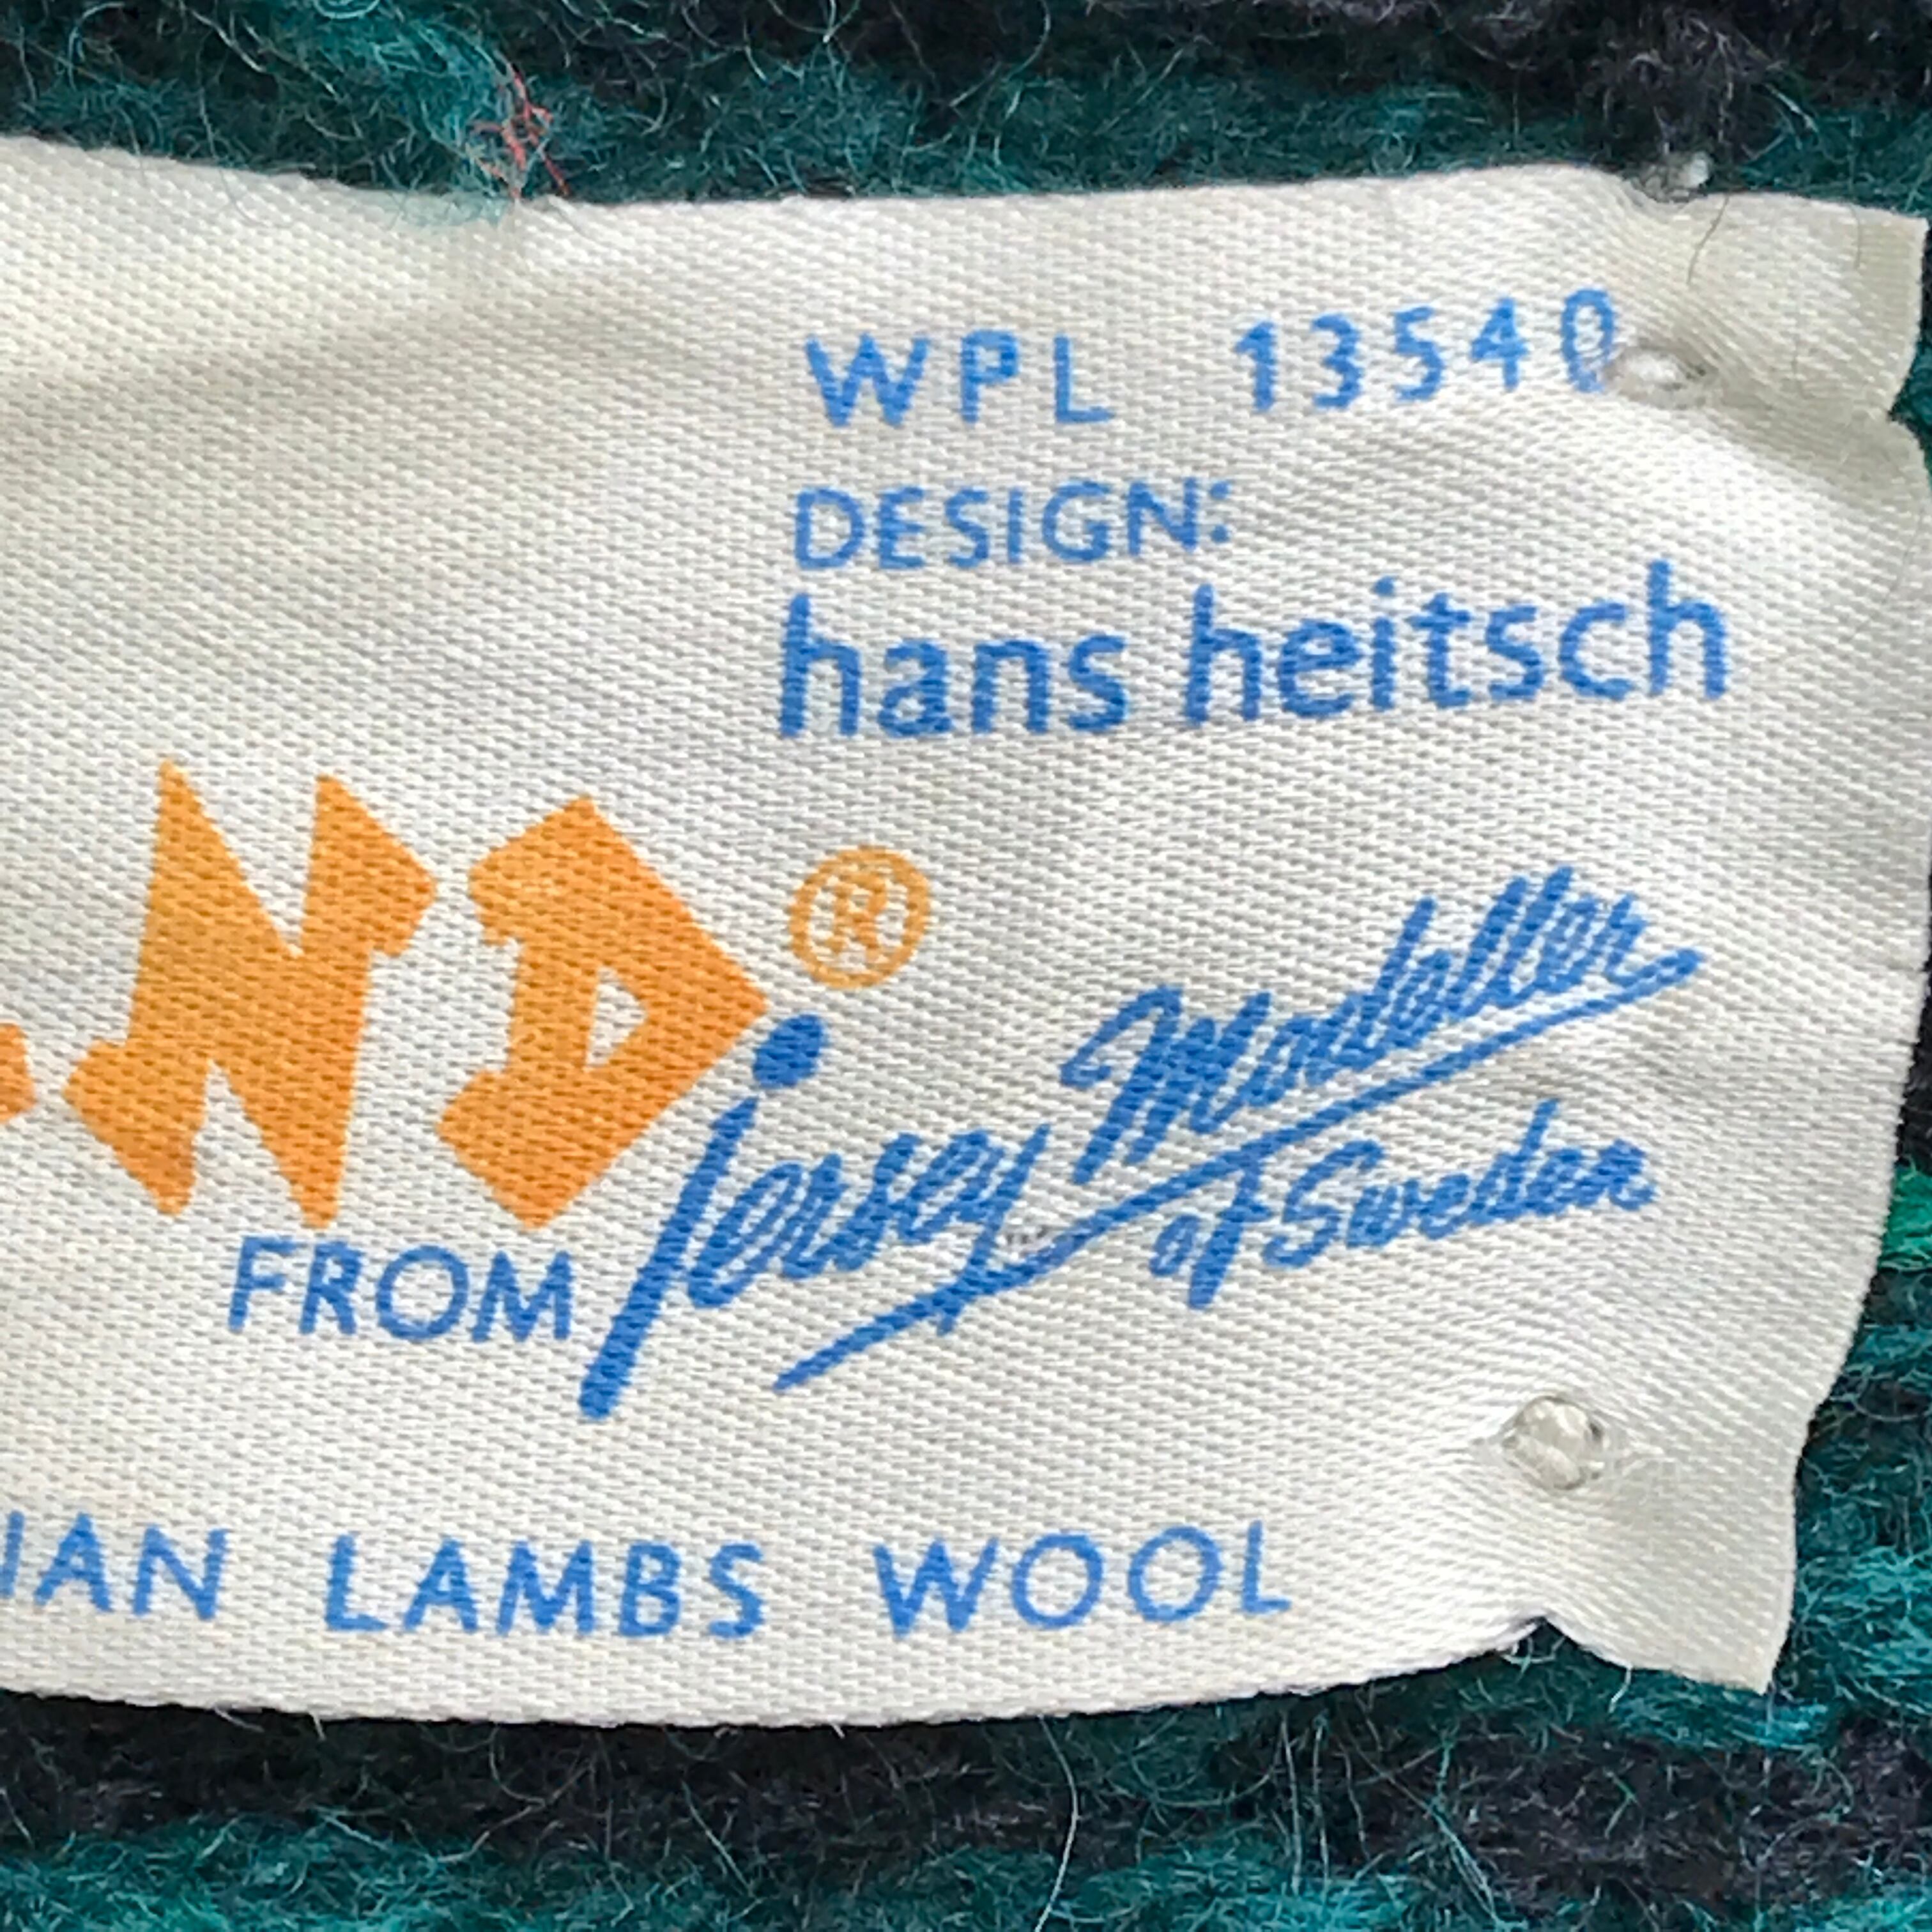 WPL 13540
DESIGN:
hans heitsch
ND®
FROM jersey Modeller
of Sweden
IAN LAMBS WOOL